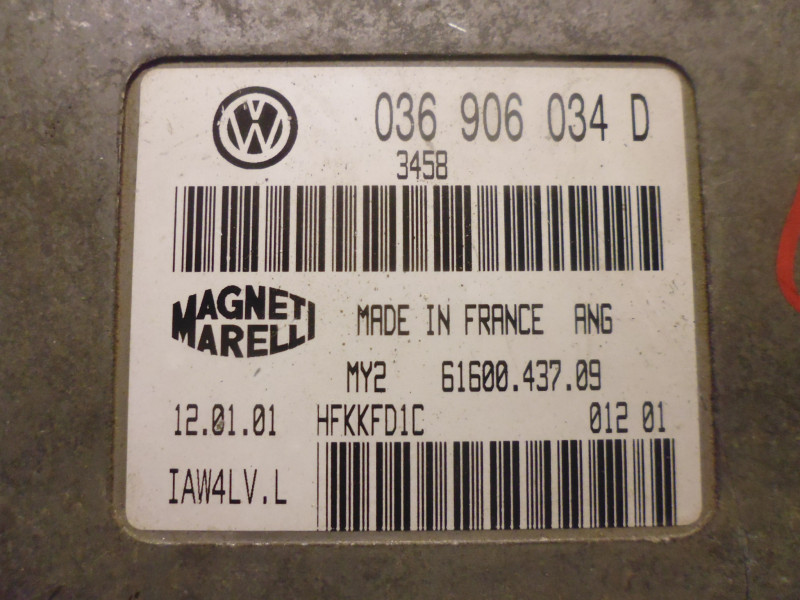 036 906 034 D
3458
MAGNETI
MARELLI
MADE IN FRANCE ANG
MY2 61600.437.09
12.01.01 HFKKFD1C 012 01
IAW4LV.L